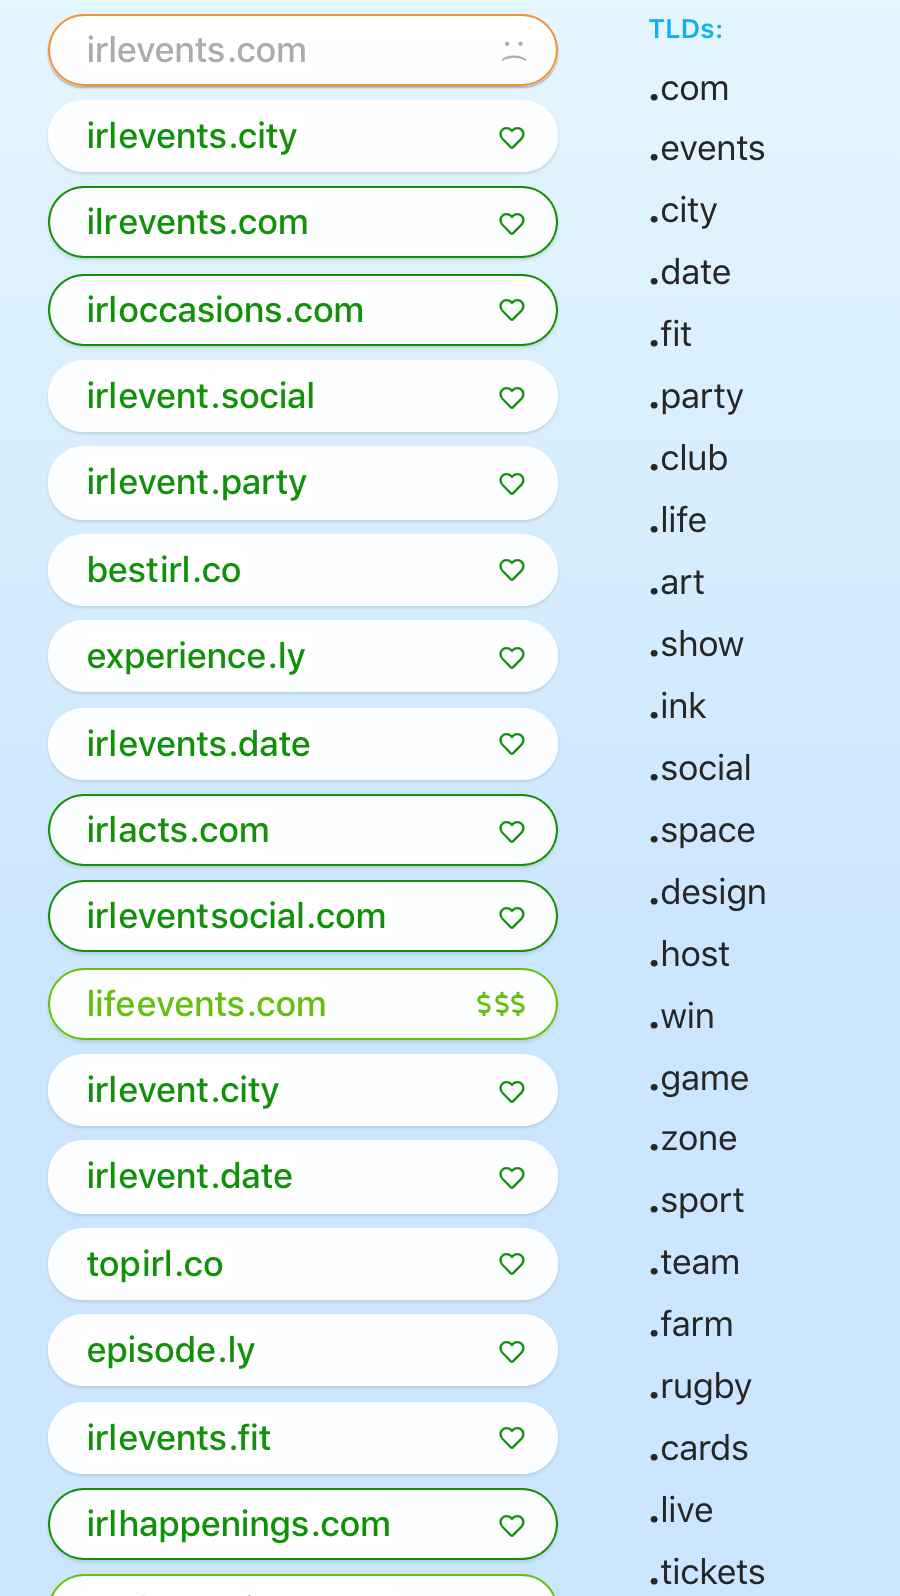 irlevents.com
irlevents.city
ilrevents.com
irloccasions.com
irlevent.social
irlevent.party
bestirl.co
experience.ly
irlevents.date
irlacts.com
irleventsocial.com
lifeevents.com $$$
irlevent.city
irlevent.date
topirl.co
episode.ly
irlevents.fit
irlhappenings.com
TLDs:
.com
.events
.city
.date
.fit
.party
.club
.life
.art
.show
.ink
.social
.space
.design
.host
.win
.game
.zone
.sport
.team
.farm
.rugby
.cards
.live
.tickets